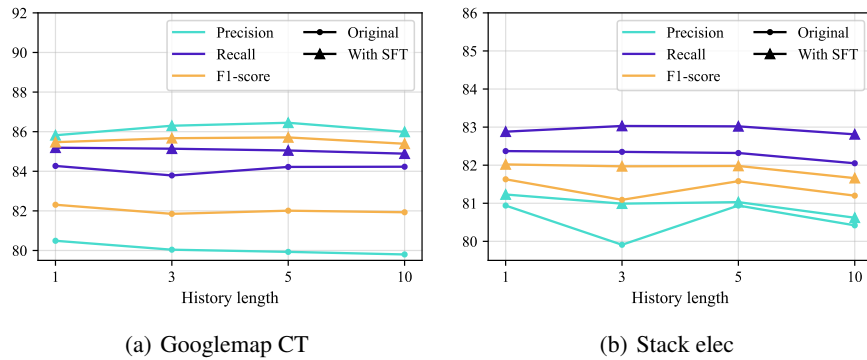 92
90
88
86
84
82
80
Precision
Recall
F1-score
Original
With SFT
1
3
5
10
History length
(a) Googlemap CT
86
85
84
83
82
81
80
Precision
Recall
F1-score
Original
With SFT
1
3
5
10
History length
(b) Stack elec